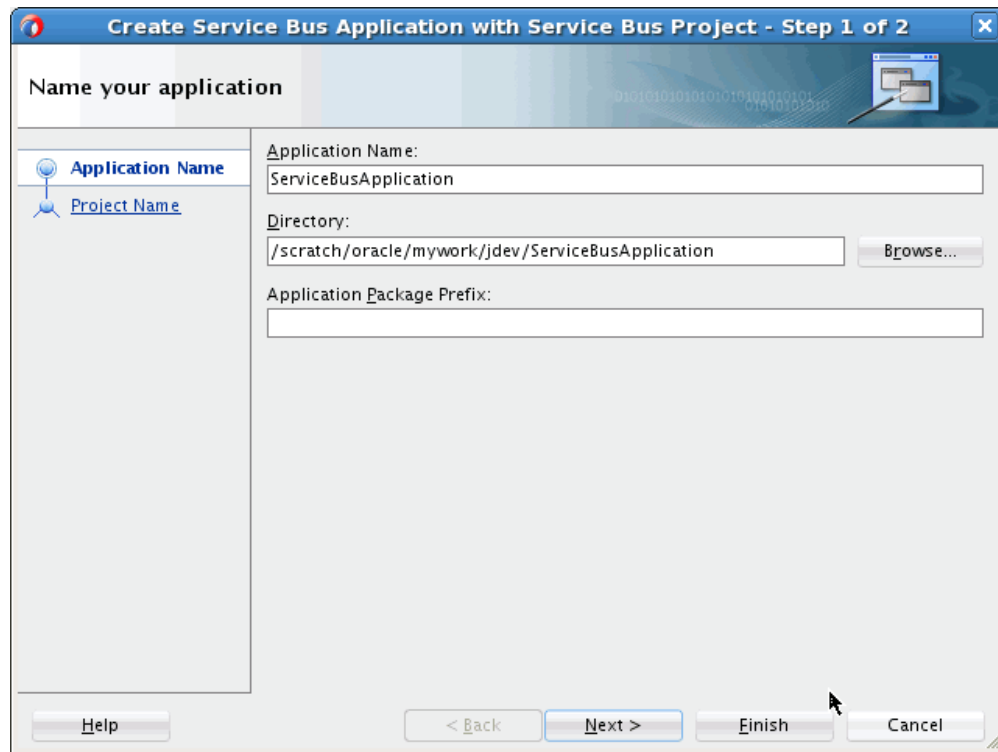 Create Service Bus Application with Service Bus Project - Step 1 of 2
Name your application
Application Name
Project Name
Application Name:
ServiceBusApplication
Directory:
/scratch/oracle/mywork/jdev/ServiceBusApplication
Browse...
Application Package Prefix:
Help
< Back
Next >
Finish
Cancel